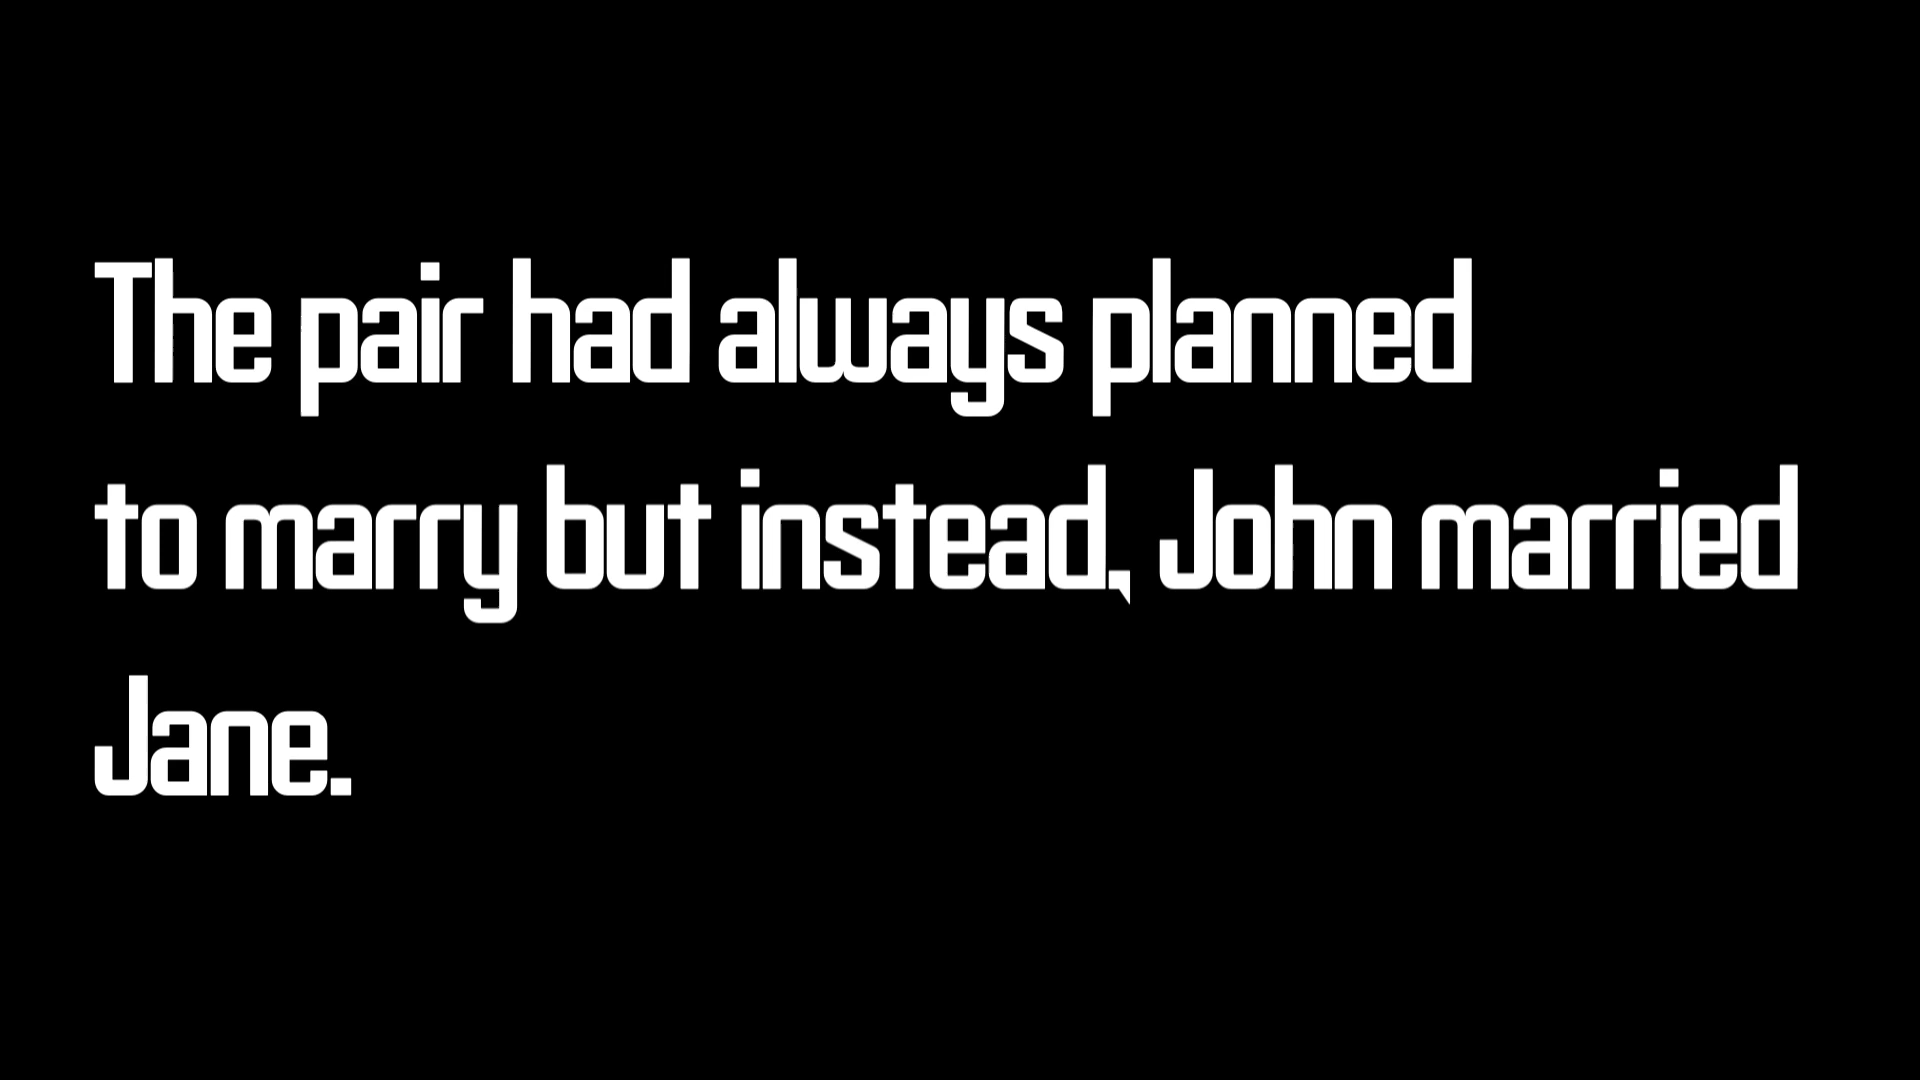 The pair had always planned
to marry but instead, John married
Jane.